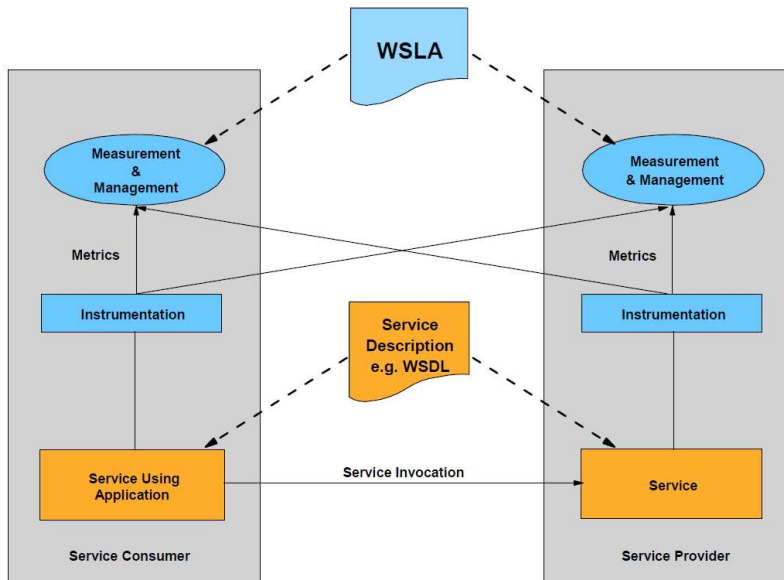 WSLA
Measurement
&
Management
Measurement
& Management
Metrics
Metrics
Instrumentation
Instrumentation
Service
Description
e.g. WSDL
Service Using
Application
Service Invocation
Service
Service Consumer
Service Provider